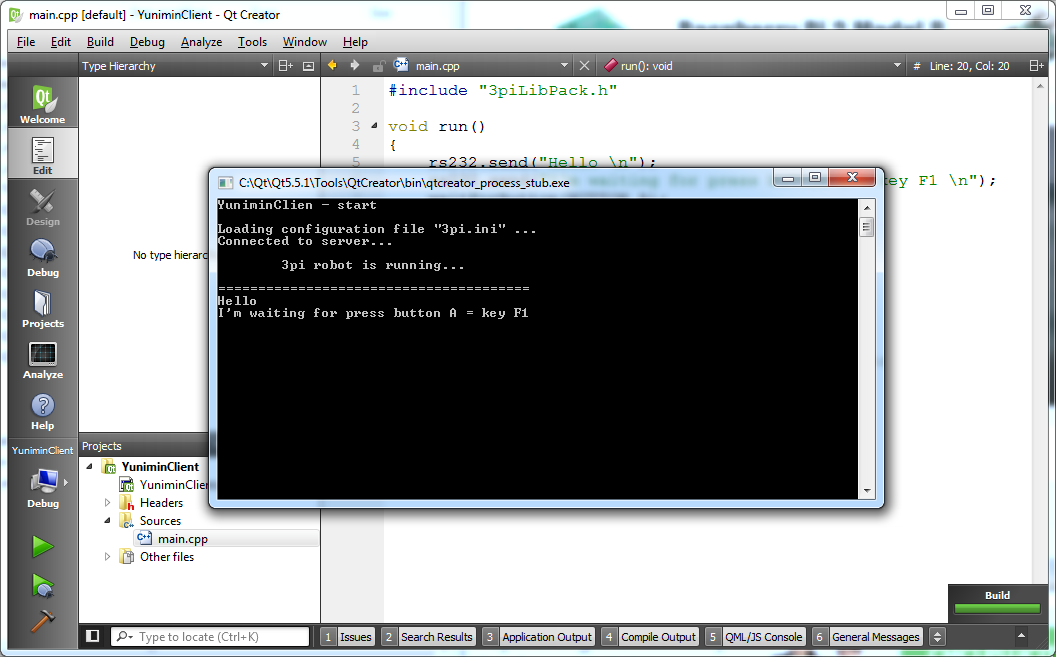 main.cpp [default] - YuniminClient - Qt Creator
File Edit Build Debug Analyze Tools Window Help
Type Hierarchy
main.cpp
run(): void
# Line: 20, Col: 20
Welcome
Edit
Design
Debug
Projects
Analyze
Help
YuniminClient
Debug
No type hierarc
1 #include "3piLibPack.h"
2
3 void run()
4 {
5 rs232.send("Hello \n");
waiting for press
ey F1 \n");
C:\Qt\Qt5.5.1\Tools\QtCreator\bin\qtcreator_process_stub.exe
YuniminClien - start
Loading configuration file "3pi.ini" ...
Connected to server...
3pi robot is running...
=======================================
Hello
I'm waiting for press button A = key F1
Projects
YuniminClient
YuniminClien
Headers
Sources
main.cpp
Other files
Build
Type to locate (Ctrl+K)
1 Issues 2 Search Results 3 Application Output 4 Compile Output 5 QML/JS Console 6 General Messages